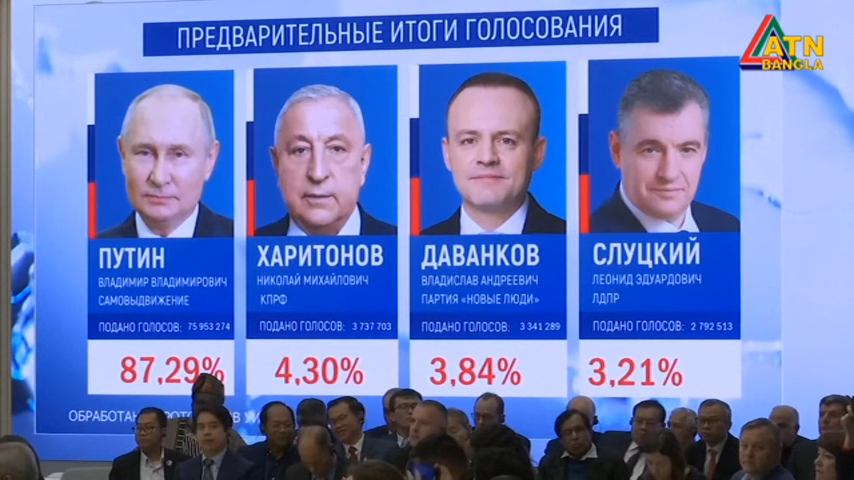 ПРЕДВАРИТЕЛЬНЫЕ ИТОГИ ГОЛОСОВАНИЯ
ATN
BANGLA
ПУТИН
ВЛАДИМИР ВЛАДИМИРОВИЧ
САМОВЫДВИЖЕНИЕ
ПОДАНО ГОЛОСОВ: 75 953 274
87,29%
ХАРИТОНОВ
НИКОЛАЙ МИХАЙЛОВИЧ
КПРФ
ПОДАНО ГОЛОСОВ: 3 737 703
4,30%
ДАВАНКОВ
ВЛАДИСЛАВ АНДРЕЕВИЧ
ПАРТИЯ «НОВЫЕ ЛЮДИ»
ПОДАНО ГОЛОСОВ: 3 341 289
3,84%
СЛУЦКИЙ
ЛЕОНИД ЭДУАРДОВИЧ
ЛДПР
ПОДАНО ГОЛОСОВ: 2 792 513
3,21%